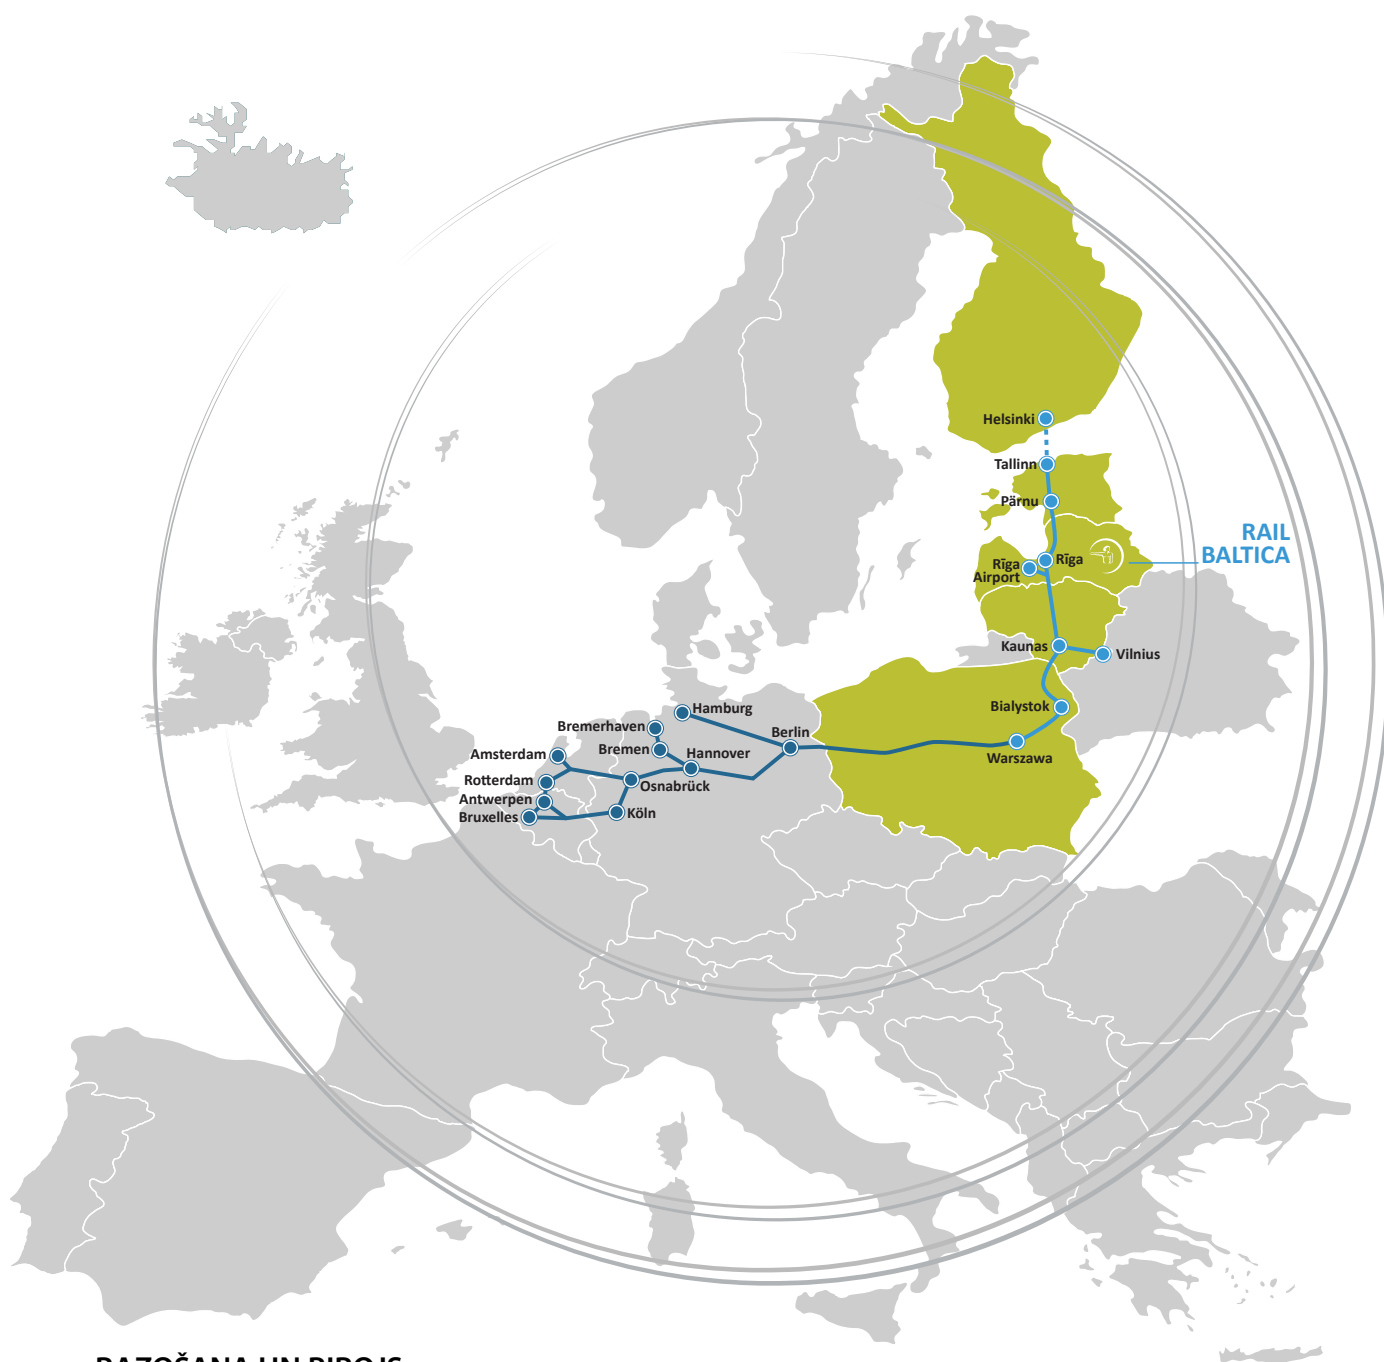 Helsinki
Tallinn
Pärnu
RAIL
BALTICA
Rīga
Rīga
Airport
Kaunas
Vilnius
Bialystok
Warszawa
Hamburg
Bremerhaven
Berlin
Bremen
Hannover
Amsterdam
Rotterdam
Osnabrück
Antwerpen
Köln
Bruxelles